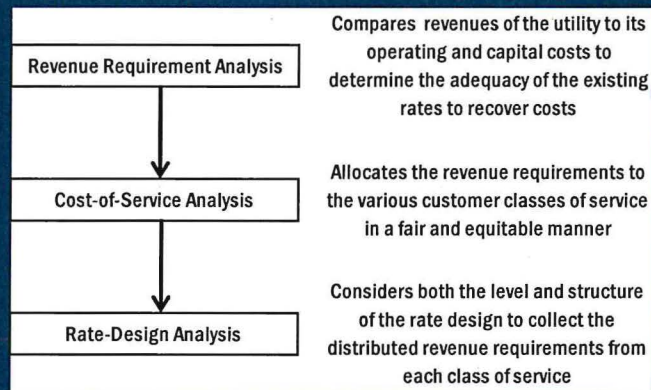 Revenue Requirement Analysis
Compares revenues of the utility to its
operating and capital costs to
determine the adequacy of the existing
rates to recover costs
Cost-of-Service Analysis
Allocates the revenue requirements to
the various customer classes of service
in a fair and equitable manner
Rate-Design Analysis
Considers both the level and structure
of the rate design to collect the
distributed revenue requirements from
each class of service